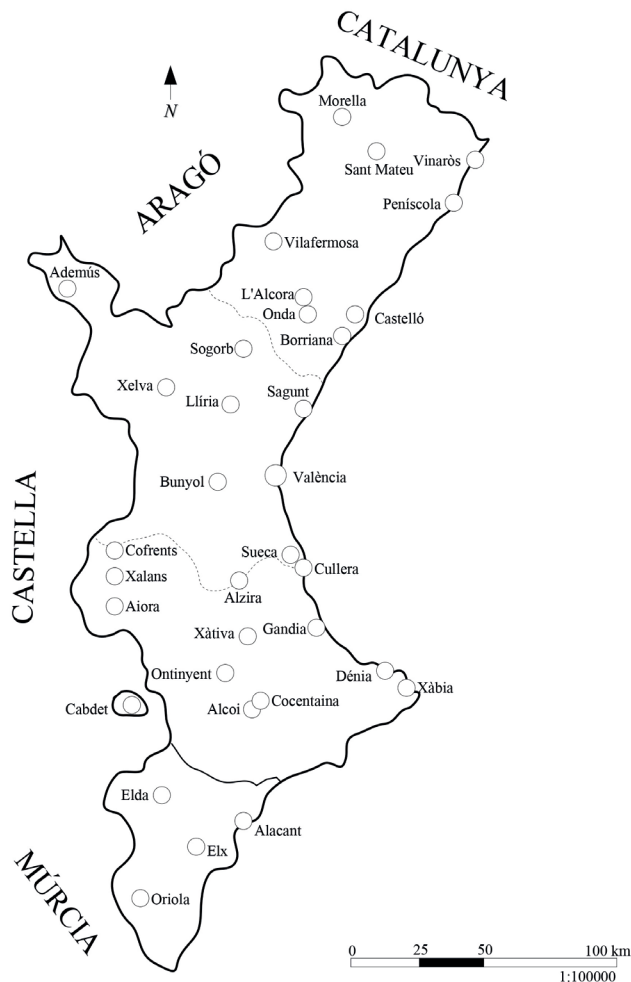 CATALUNYA
N
Morella
Sant Mateu
Vinaròs
ARAGÓ
Peníscola
Vilafermosa
Ademús
L'Alcora
Onda
Castelló
Borriana
Sogorb
Xelva
Llíria
Sagunt
Bunyol
València
CASTELLA
Cofrents
Sueca
Cullera
Xalans
Alzira
Aiora
Xàtiva
Gandia
Ontinyent
Dénia
Xàbia
Cabdet
Alcoi
Cocentaina
Elda
Alacant
Elx
MÚRCIA
Oriola
0 25 50 100 km
1:100000